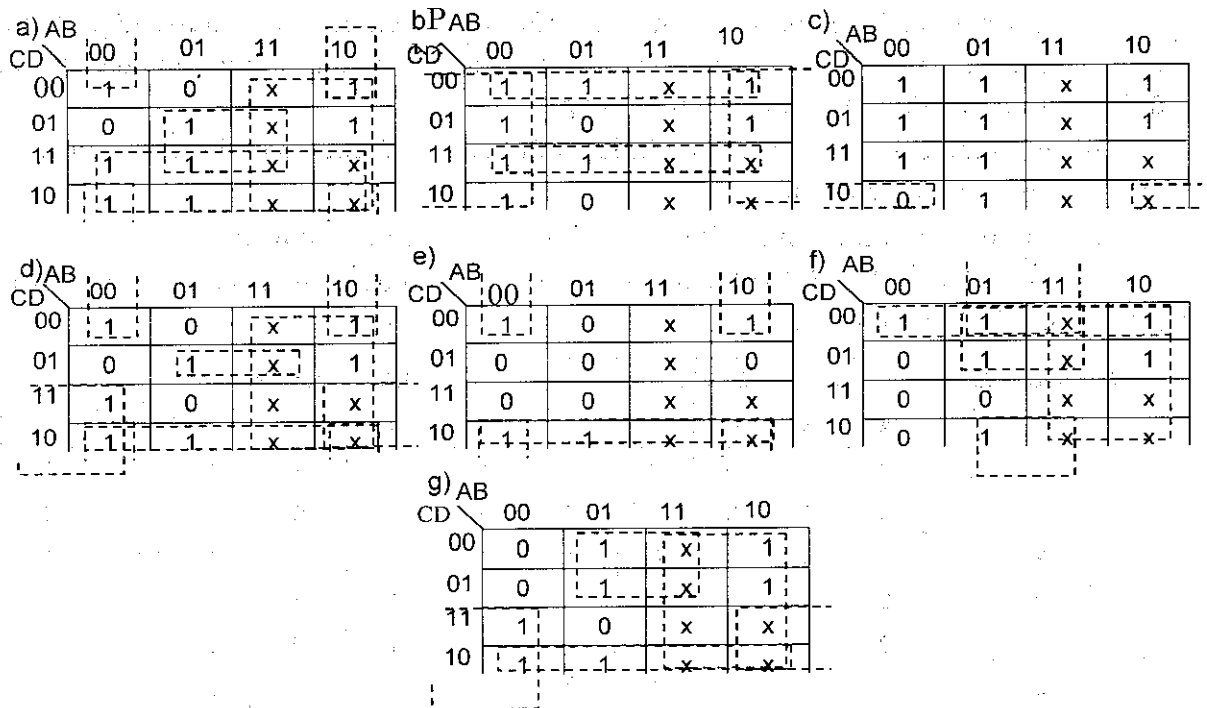 a) AB bP AB c) AB
CD 00 01 11 10 00 01 11 10 CD 00 01 11 10
00 1 0 x 1 00 1 1 x 1 00 1 1 x 1
01 0 1 x 1 01 1 0 x 1 01 1 1 x 1
11 1 1 x x 11 1 1 x x 11 1 1 x x
10 1 1 x x 10 1 0 x x 10 0 1 x x
d) AB e) AB f) AB
CD 00 01 11 10 CD 00 01 11 10 CD 00 01 11 10
00 1 0 x 1 00 1 0 x 1 00 1 1 x 1
01 0 1 x 1 01 0 0 x 0 01 0 1 x 1
11 1 0 x x 11 0 0 x x 11 0 0 x x
10 1 1 x x 10 1 1 x x 10 0 1 x x
g) AB
CD 00 01 11 10
00 0 1 x 1
01 0 1 x 1
11 1 0 x x
10 1 1 x x